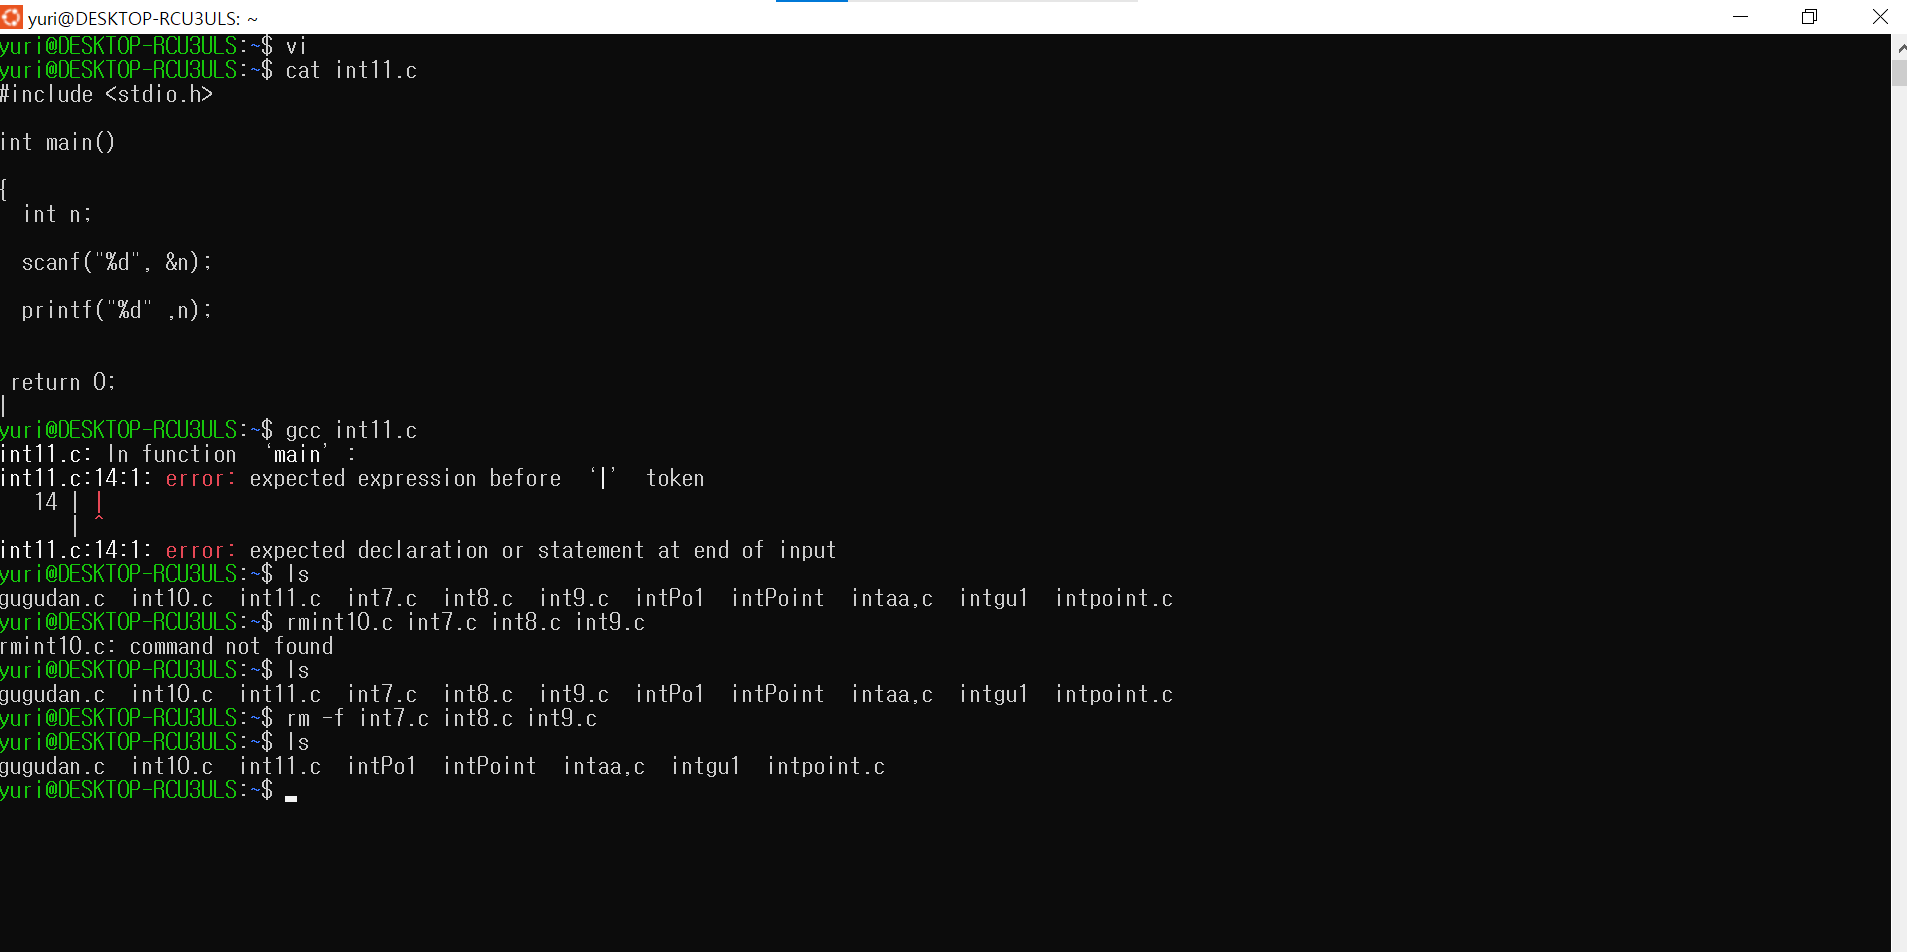 yuri@DESKTOP-RCU3ULS: ~
yuri@DESKTOP-RCU3ULS:~$ vi
yuri@DESKTOP-RCU3ULS:~$ cat int11.c
#include <stdio.h>
int main()
{
int n;
scanf("%d", &n);
printf("%d" ,n);
return 0;
|
yuri@DESKTOP-RCU3ULS:~$ gcc int11.c
int11.c: In function ‘main’:
int11.c:14:1: error: expected expression before ‘|’ token
14 | |
| ^
int11.c:14:1: error: expected declaration or statement at end of input
yuri@DESKTOP-RCU3ULS:~$ ls
gugudan.c int10.c int11.c int7.c int8.c int9.c intPo1 intPoint intaa,c intgu1 intpoint.c
yuri@DESKTOP-RCU3ULS:~$ rmint10.c int7.c int8.c int9.c
rmint10.c: command not found
yuri@DESKTOP-RCU3ULS:~$ ls
gugudan.c int10.c int11.c int7.c int8.c int9.c intPo1 intPoint intaa,c intgu1 intpoint.c
yuri@DESKTOP-RCU3ULS:~$ rm -f int7.c int8.c int9.c
yuri@DESKTOP-RCU3ULS:~$ ls
gugudan.c int10.c int11.c intPo1 intPoint intaa,c intgu1 intpoint.c
yuri@DESKTOP-RCU3ULS:~$